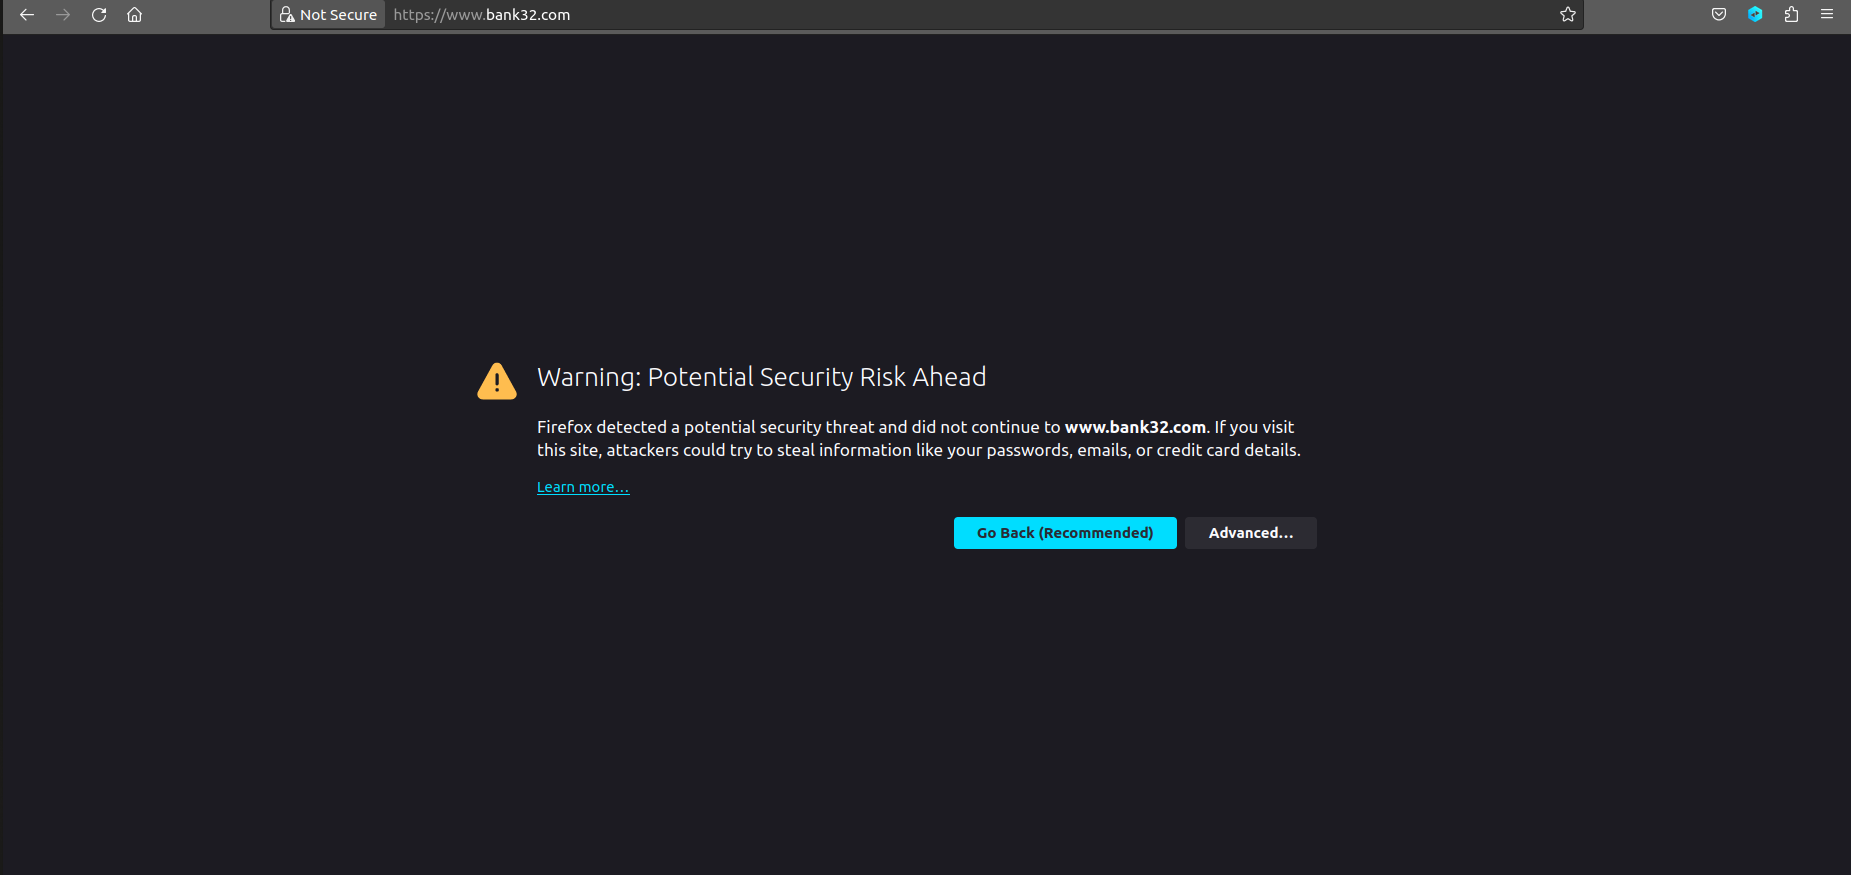 Not Secure https://www.bank32.com
Warning: Potential Security Risk Ahead
Firefox detected a potential security threat and did not continue to www.bank32.com. If you visit
this site, attackers could try to steal information like your passwords, emails, or credit card details.
Learn more…
Go Back (Recommended) Advanced…